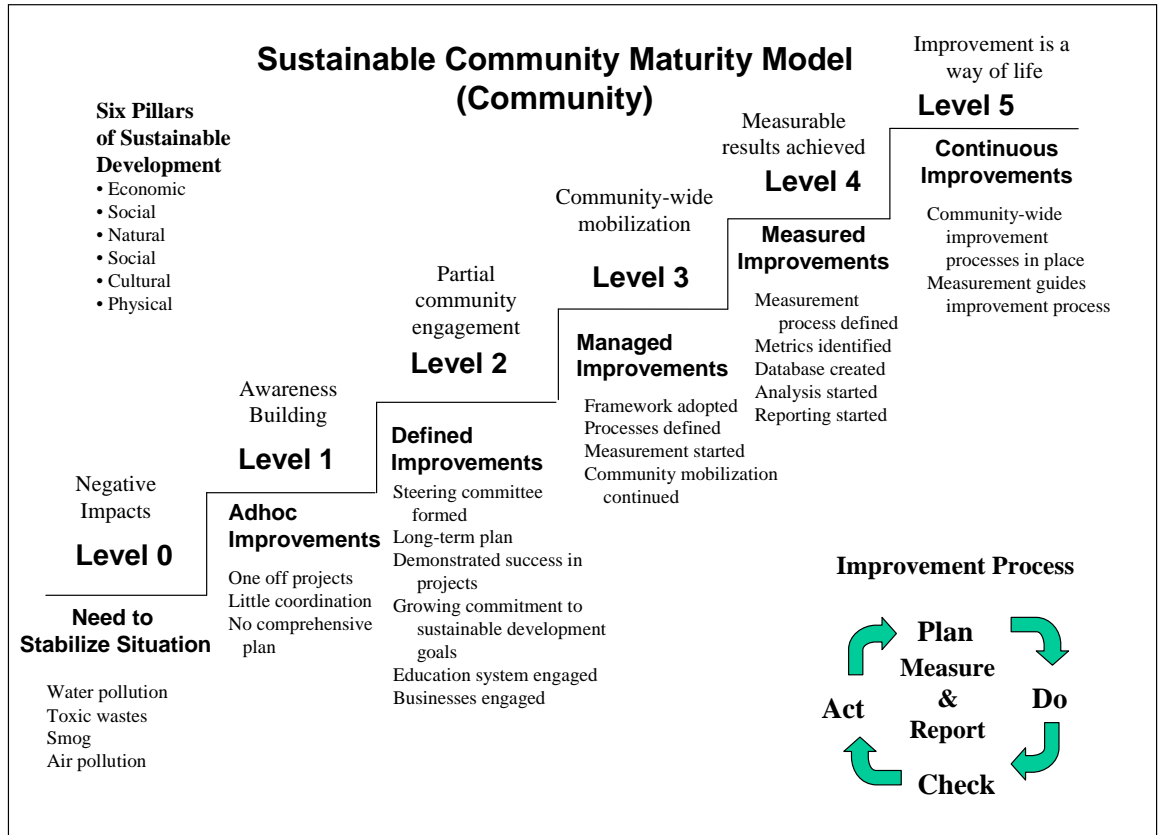 Sustainable Community Maturity Model
(Community)
Six Pillars
of Sustainable
Development
• Economic
• Social
• Natural
• Social
• Cultural
• Physical
Negative
Impacts
Level 0
Need to
Stabilize Situation
Water pollution
Toxic wastes
Smog
Air pollution
Awareness
Building
Level 1
Adhoc
Improvements
One off projects
Little coordination
No comprehensive
plan
Partial
community
engagement
Level 2
Defined
Improvements
Steering committee
formed
Long-term plan
Demonstrated success in
projects
Growing commitment to
sustainable development
goals
Education system engaged
Businesses engaged
Community-wide
mobilization
Level 3
Managed
Improvements
Framework adopted
Processes defined
Measurement started
Community mobilization
continued
Measurable
results achieved
Level 4
Measured
Improvements
Measurement
process defined
Metrics identified
Database created
Analysis started
Reporting started
Improvement is a
way of life
Level 5
Continuous
Improvements
Community-wide
improvement
processes in place
Measurement guides
improvement process
Improvement Process
Plan
Measure
&
Report
Do
Check
Act